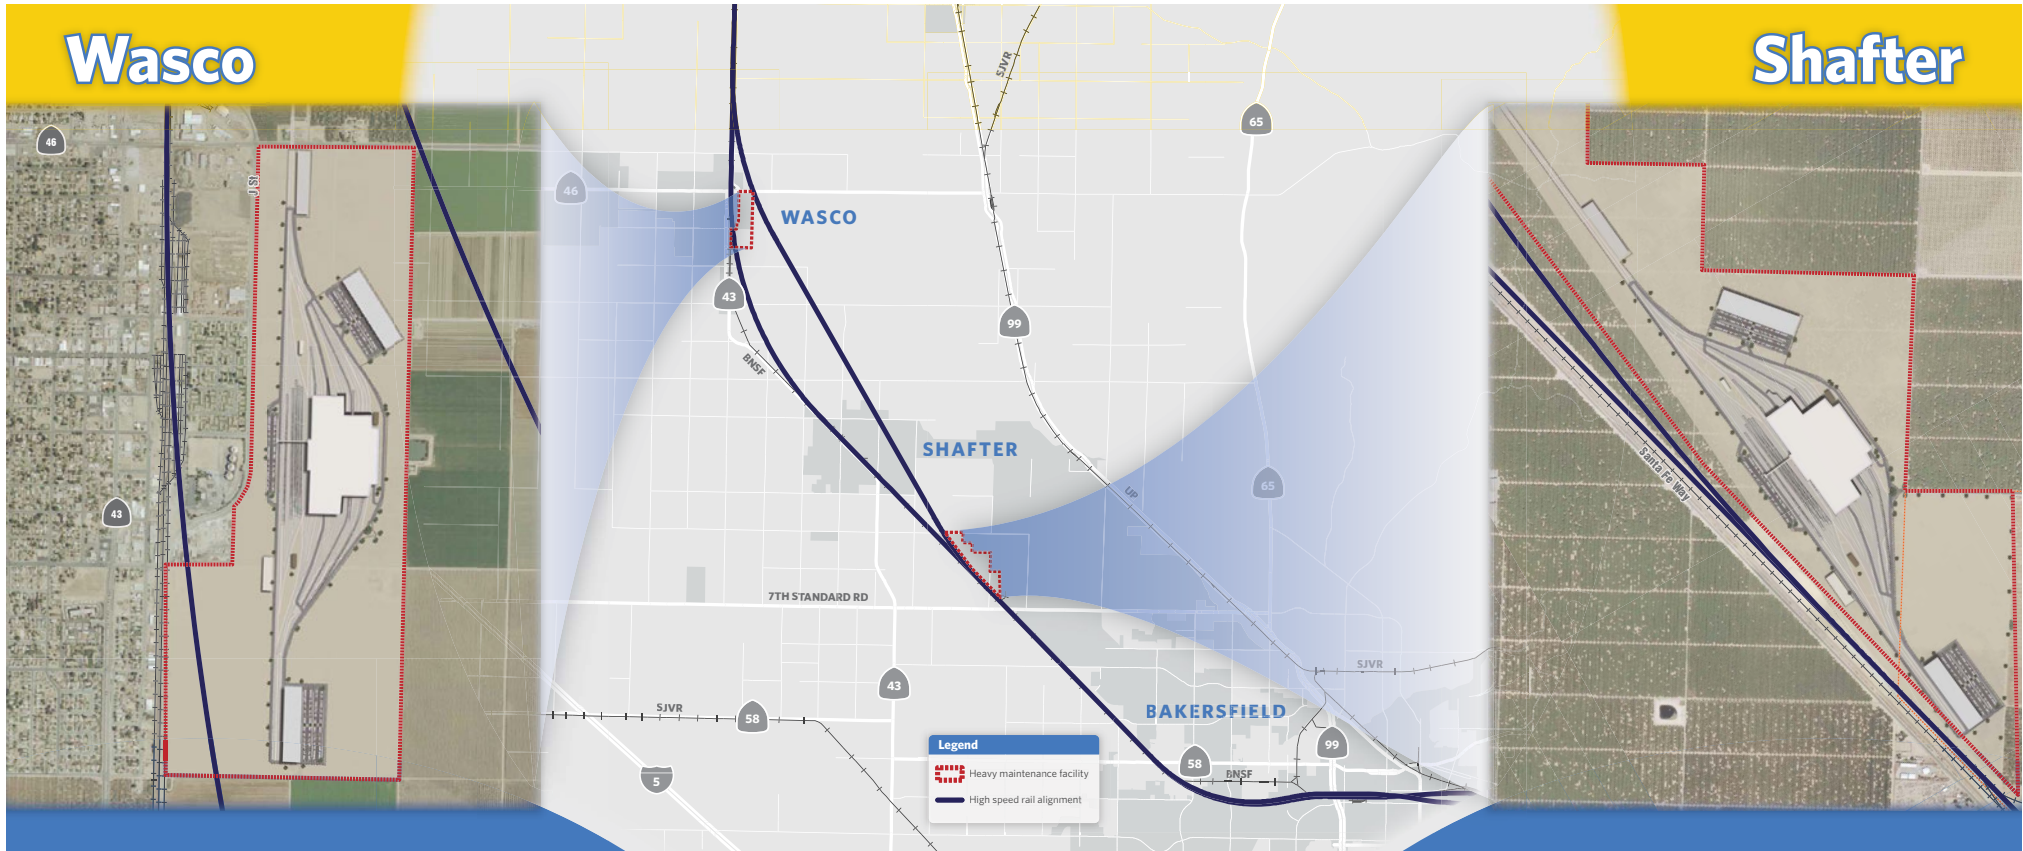 Wasco
Shafter
46
J St
43
SJVR
65
46
WASCO
43
BNSF
99
SHAFTER
65
UP
Santa Fe Way
7TH STANDARD RD
SJVR
43
SJVR
58
BAKERSFIELD
99
58
BNSF
5
Legend
Heavy maintenance facility
High speed rail alignment